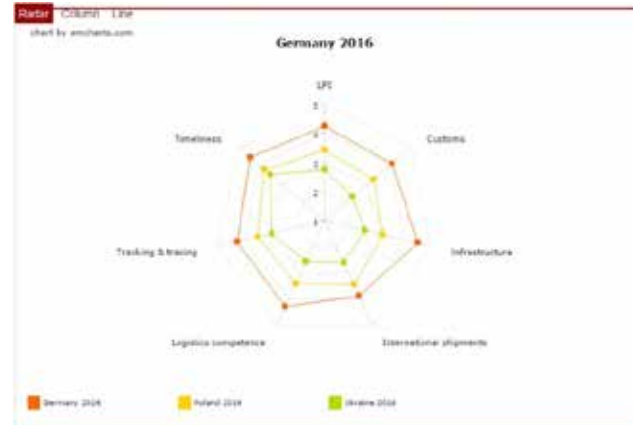 Radar Column Line
chart by amcharts.com
Germany 2016
LPI
5
Timeliness
Customs
4
3
2
1
Tracking & tracing
Infrastructure
Logistics competence
International shipments
Germany 2016
Poland 2016
Ukraine 2016